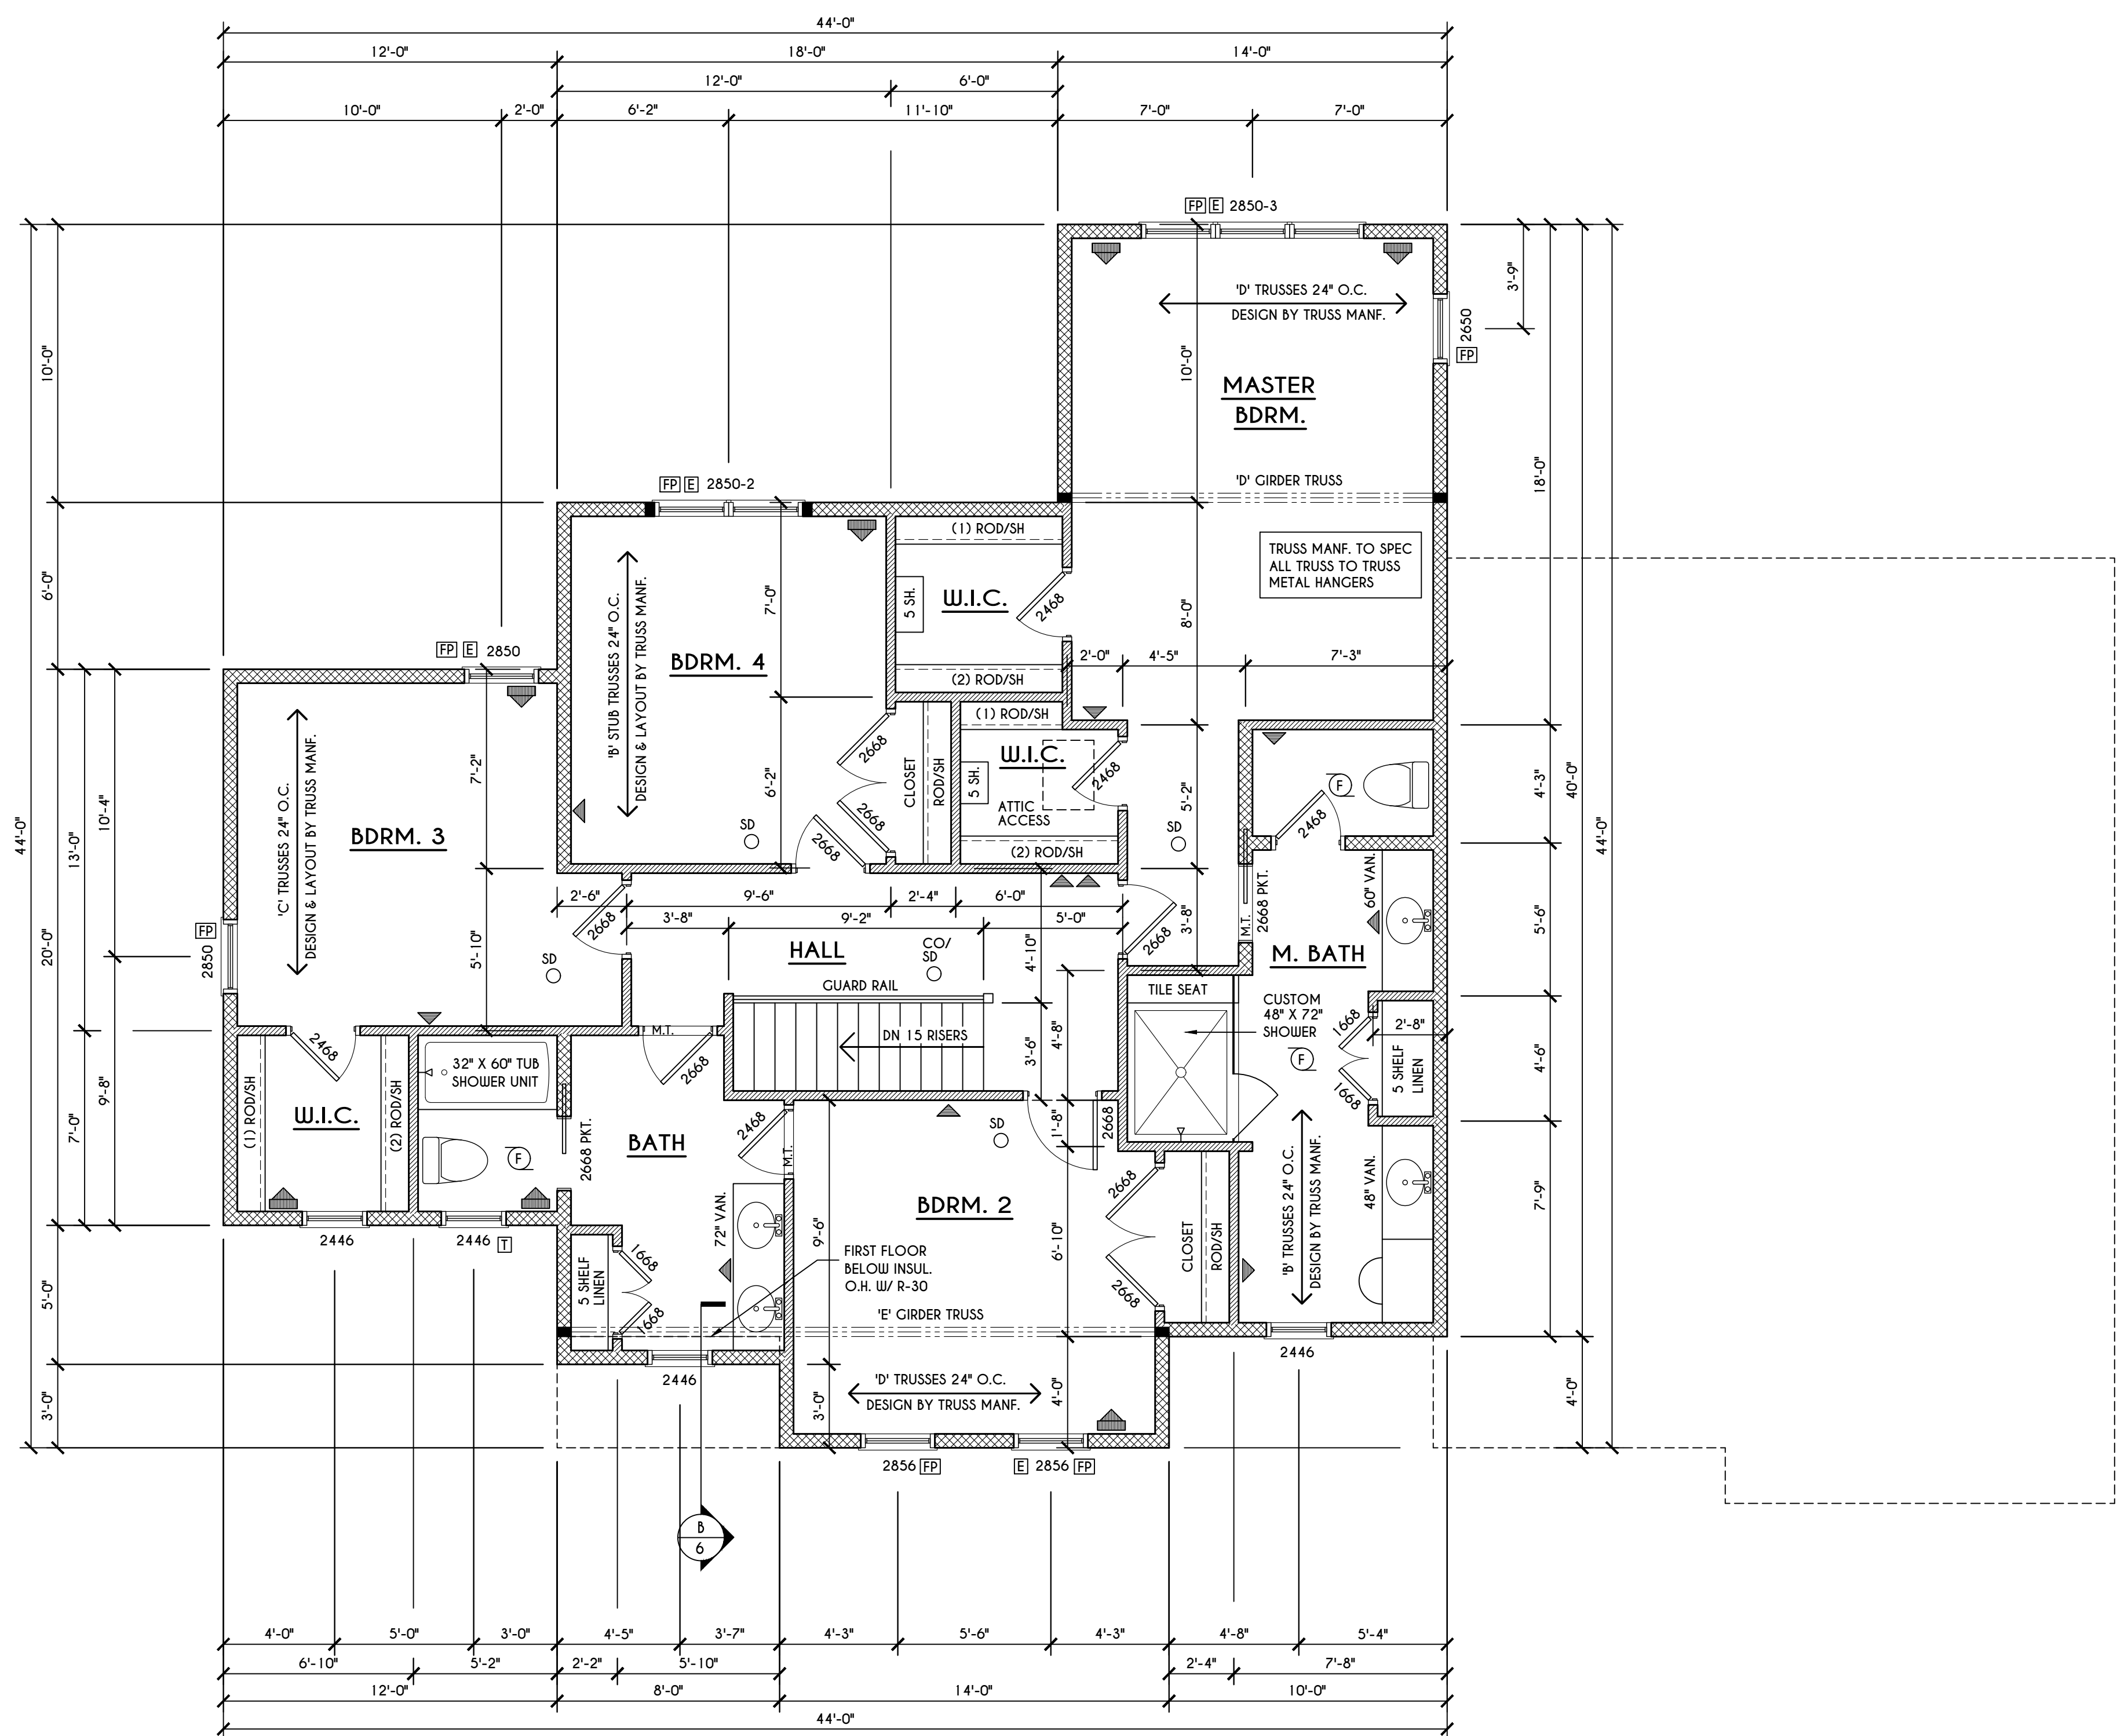 44'-0"
12'-0" 18'-0" 14'-0"
12'-0" 6'-0"
10'-0" 2'-0" 6'-2" 11'-10" 7'-0" 7'-0"
FP E 2850-3
3'-9"
'D' TRUSSES 24" O.C.
DESIGN BY TRUSS MANF.
2650
FP
10'-0"
10'-0"
MASTER
BDRM.
18'-0"
'D' GIRDER TRUSS
FP E 2850-2
(1) ROD/SH
TRUSS MANF. TO SPEC
ALL TRUSS TO TRUSS
METAL HANGERS
6'-0"
'B' STUB TRUSSES 24" O.C.
DESIGN & LAYOUT BY TRUSS MANF.
7'-0"
5 SH.
W.I.C.
2468
8'-0"
FP E 2850
BDRM. 4
(2) ROD/SH
2'-0" 4'-5" 7'-3"
(1) ROD/SH
W.I.C.
2468
5 SH.
ATTIC
ACCESS
(2) ROD/SH
2668
CLOSET
ROD/SH
2668
2668
6'-2"
7'-2"
'C' TRUSSES 24" O.C.
DESIGN & LAYOUT BY TRUSS MANF.
BDRM. 3
SD
SD
5'-2"
F
2468
4'-3"
40'-0"
44'-0"
44'-0"
13'-0"
10'-4"
20'-0"
2'-6" 9'-6" 2'-4" 6'-0"
3'-8" 9'-2" 5'-0"
2668
5'-10"
SD
FP
2850
HALL
CO/
SD
4'-10"
2668
3'-8"
M.T.
2668 PKT.
60" VAN.
M. BATH
5'-6"
GUARD RAIL
TILE SEAT
CUSTOM
48" X 72"
SHOWER
F
1668
2'-8"
5 SHELF
LINEN
1668
4'-6"
DN 15 RISERS
3'-6"
4'-8"
M.T.
2668
2468
32" X 60" TUB
SHOWER UNIT
(1) ROD/SH
W.I.C.
(2) ROD/SH
9'-8"
7'-0"
F
2668 PKT.
BATH
2468
M.T.
SD
2668
1'-8"
BDRM. 2
2668
CLOSET
ROD/SH
2668
'B' TRUSSES 24" O.C.
DESIGN BY TRUSS MANF.
48" VAN.
7'-9"
2446
2446 T
72" VAN.
5 SHELF
LINEN
1668
1668
9'-6"
FIRST FLOOR
BELOW INSUL.
O.H. W/ R-30
6'-10"
'E' GIRDER TRUSS
5'-0"
2446
2446
'D' TRUSSES 24" O.C.
DESIGN BY TRUSS MANF.
3'-0"
3'-0"
4'-0"
4'-0"
2856 FP
E 2856 FP
B
6
4'-0" 5'-0" 3'-0" 4'-5" 3'-7" 4'-3" 5'-6" 4'-3" 4'-8" 5'-4"
6'-10" 5'-2" 2'-2" 5'-10" 2'-4" 7'-8"
12'-0" 8'-0" 14'-0" 10'-0"
44'-0"